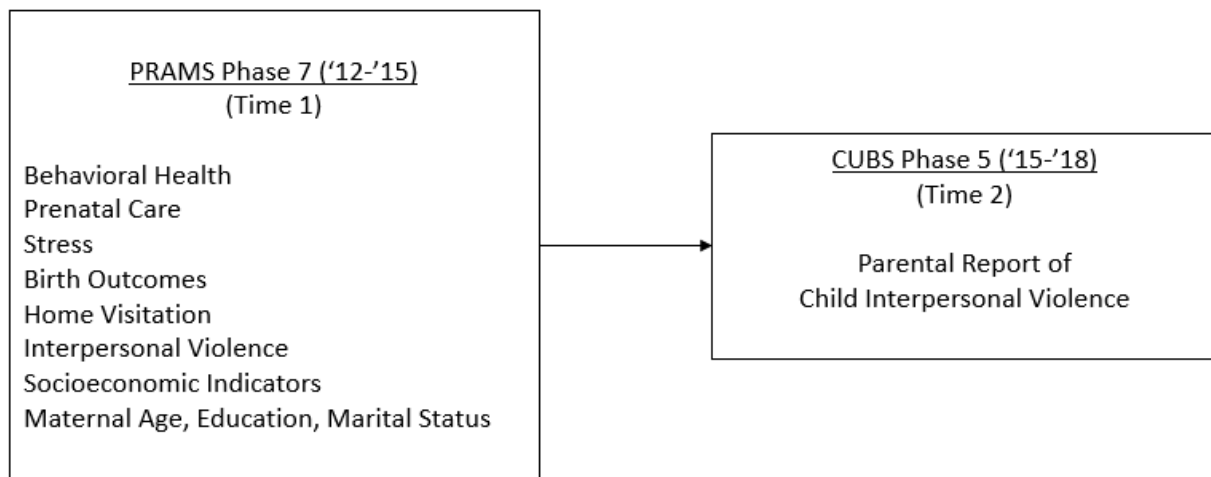 PRAMS Phase 7 (‘12-’15)
(Time 1)
Behavioral Health
Prenatal Care
Stress
Birth Outcomes
Home Visitation
Interpersonal Violence
Socioeconomic Indicators
Maternal Age, Education, Marital Status
CUBS Phase 5 (‘15-’18)
(Time 2)
Parental Report of
Child Interpersonal Violence